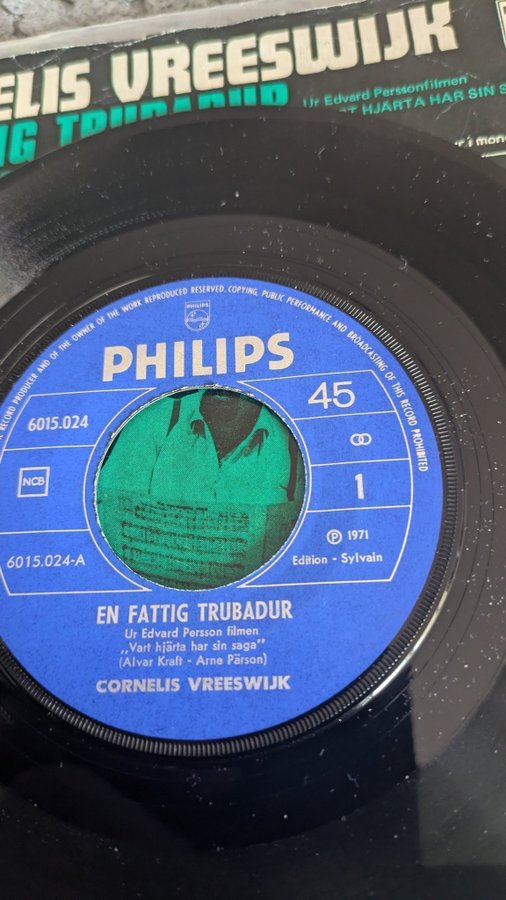 ELIS VREESWIJK
IG TRUBADUR
Ur Edvard Perssonfilmen
RT HJÄRTA HAR SIN S
i mono
RECORD PRODUCER AND OF THE OWNER OF THE WORK REPRODUCED RESERVED. COPYING, PUBLIC PERFORMANCE AND BROADCASTING OF THIS RECORD PROHIBITED
PHILIPS
PHILIPS
6015.024
45
NCB
1
6015.024-A
Ⓟ 1971
Edition - Sylvain
EN FATTIG TRUBADUR
Ur Edvard Persson filmen
„Vart hjärta har sin saga"
(Alvar Kraft - Arne Pärson)
CORNELIS VREESWIJK